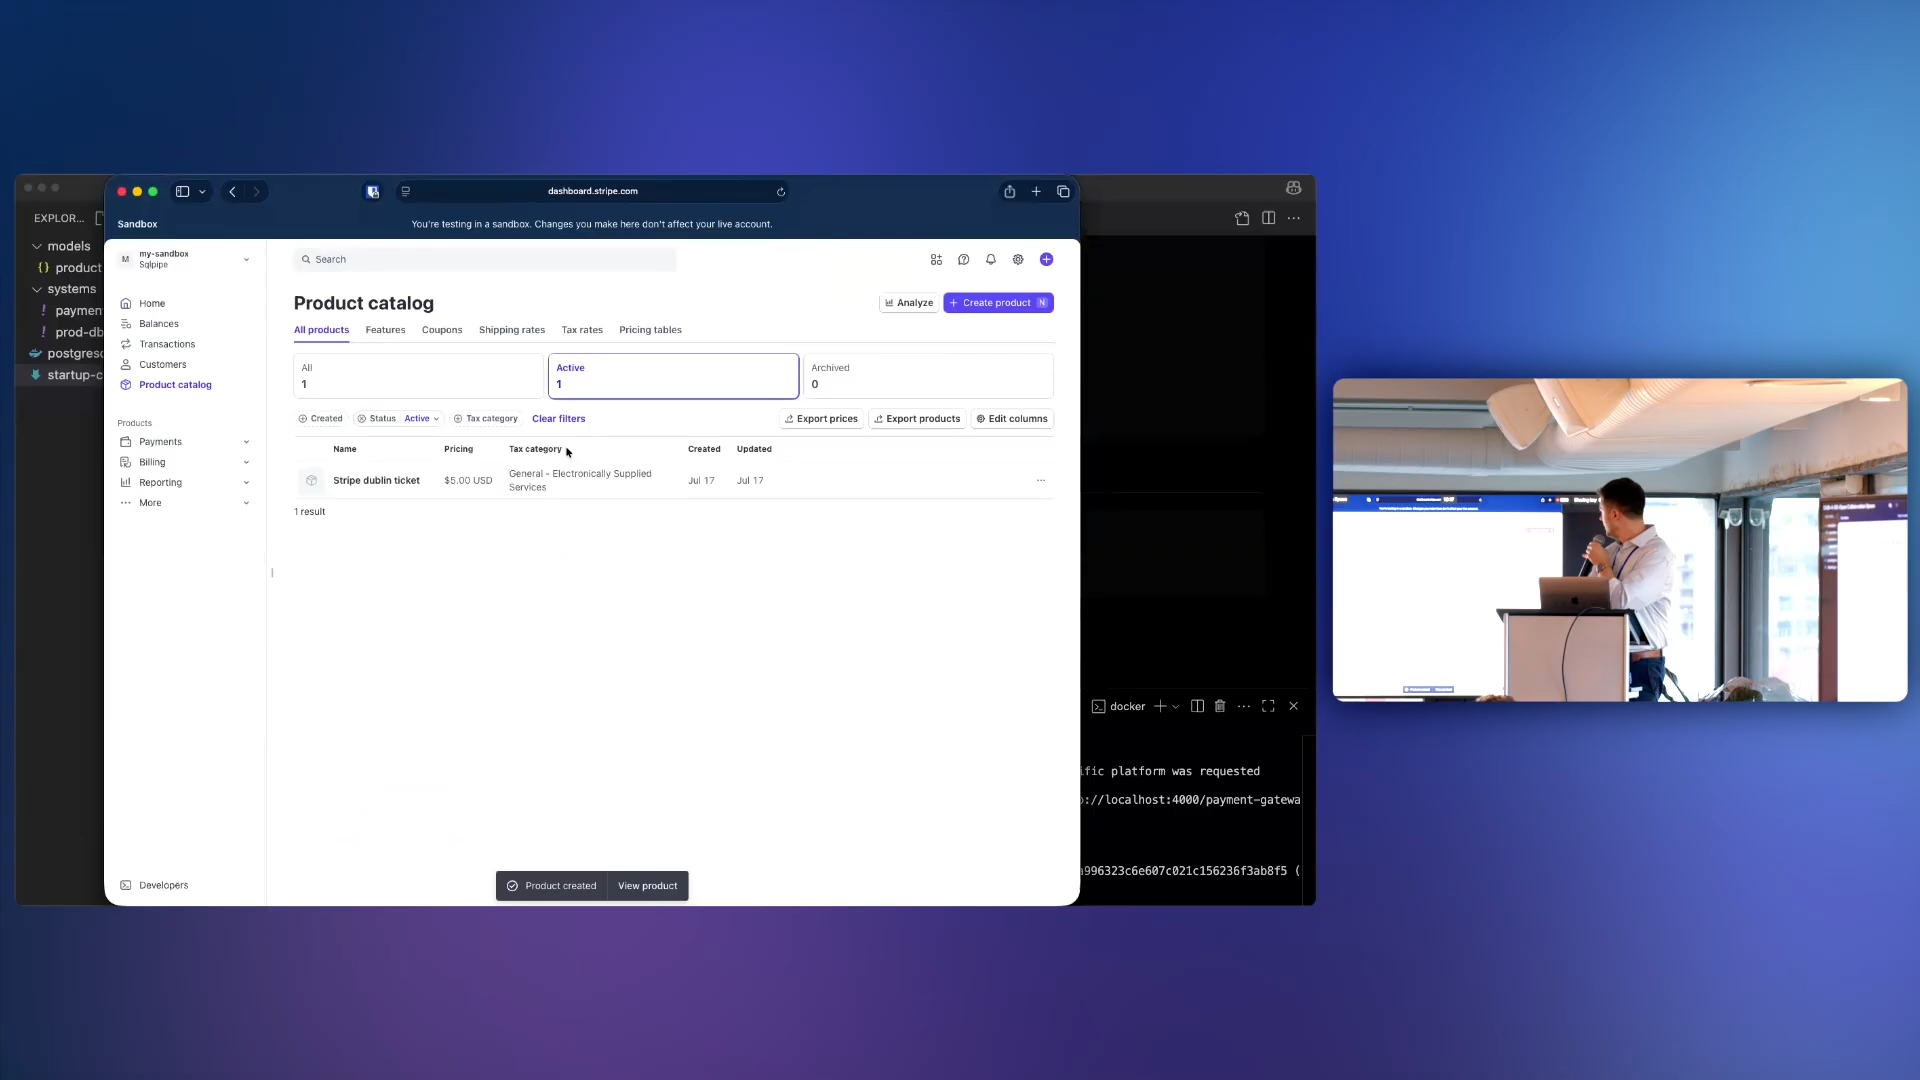 EXPLOR...
models
product
systems
paymen
prod-db
postgresc
startup-c
dashboard.stripe.com
Sandbox
You're testing in a sandbox. Changes you make here don't affect your live account.
M
my-sandbox
Sqlpipe
Home
Balances
Transactions
Customers
Product catalog
Products
Payments
Billing
Reporting
More
Developers
Search
Product catalog
Analyze
Create product N
All products Features Coupons Shipping rates Tax rates Pricing tables
All
1
Active
1
Archived
0
Created Status Active Tax category Clear filters
Export prices Export products Edit columns
Name Pricing Tax category Created Updated
Stripe dublin ticket $5.00 USD General - Electronically Supplied Services Jul 17 Jul 17
1 result
Product created View product
docker
ific platform was requested
://localhost:4000/payment-gatewa
a996323c6e607c021c156236f3ab8f5 (